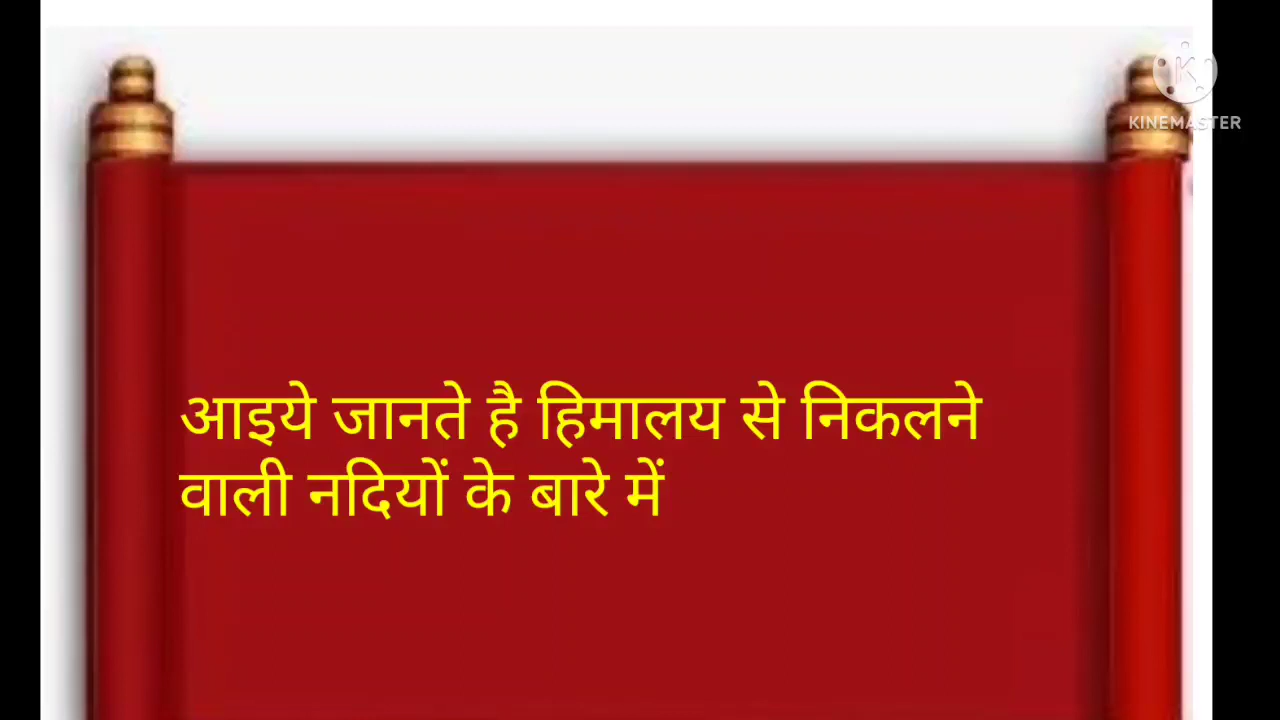 KINEMASTER
आइये जानते है हिमालय से निकलने
वाली नदियों के बारे में